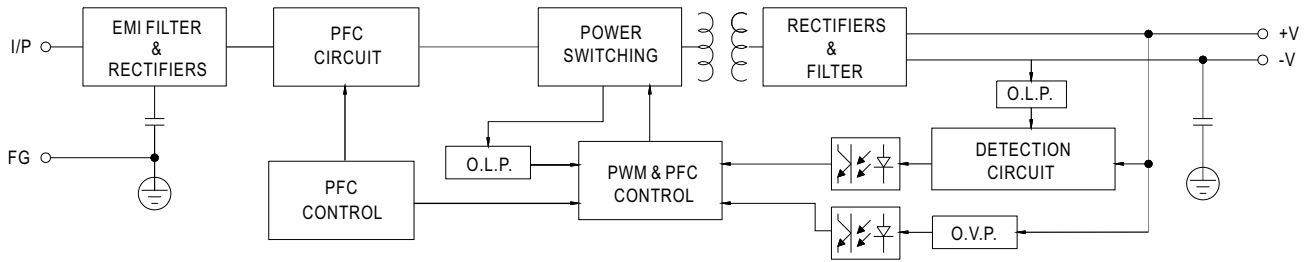 I/P
EMI FILTER
&
RECTIFIERS
PFC
CIRCUIT
POWER
SWITCHING
RECTIFIERS
&
FILTER
+V
-V
O.L.P.
FG
O.L.P.
PFC
CONTROL
PWM & PFC
CONTROL
DETECTION
CIRCUIT
O.V.P.